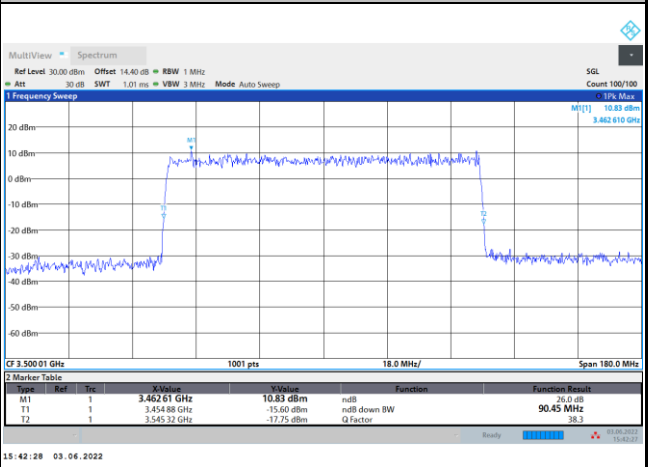 MultiView Spectrum
Ref Level 30.00 dBm Offset 14.40 dB RBW 1 MHz SGL
Att 30 dB SWT 1.01 ms VBW 3 MHz Mode Auto Sweep Count 100/100
1 Frequency Sweep 1Pk Max
M1[1] 10.83 dBm
3.462 610 GHz
20 dBm
M1
10 dBm
0 dBm
T1
-10 dBm
T2
-20 dBm
-30 dBm
-40 dBm
-50 dBm
-60 dBm
CF 3.500 01 GHz 1001 pts 18.0 MHz/ Span 180.0 MHz
2 Marker Table
Type Ref Trc X-Value Y-Value Function Function Result
M1 1 3.462 61 GHz 10.83 dBm ndB 26.0 dB
T1 1 3.454 88 GHz -15.60 dBm ndB down BW 90.45 MHz
T2 1 3.545 32 GHz -17.75 dBm Q Factor 38.3
Ready 03.06.2022
15:42:27
15:42:28 03.06.2022